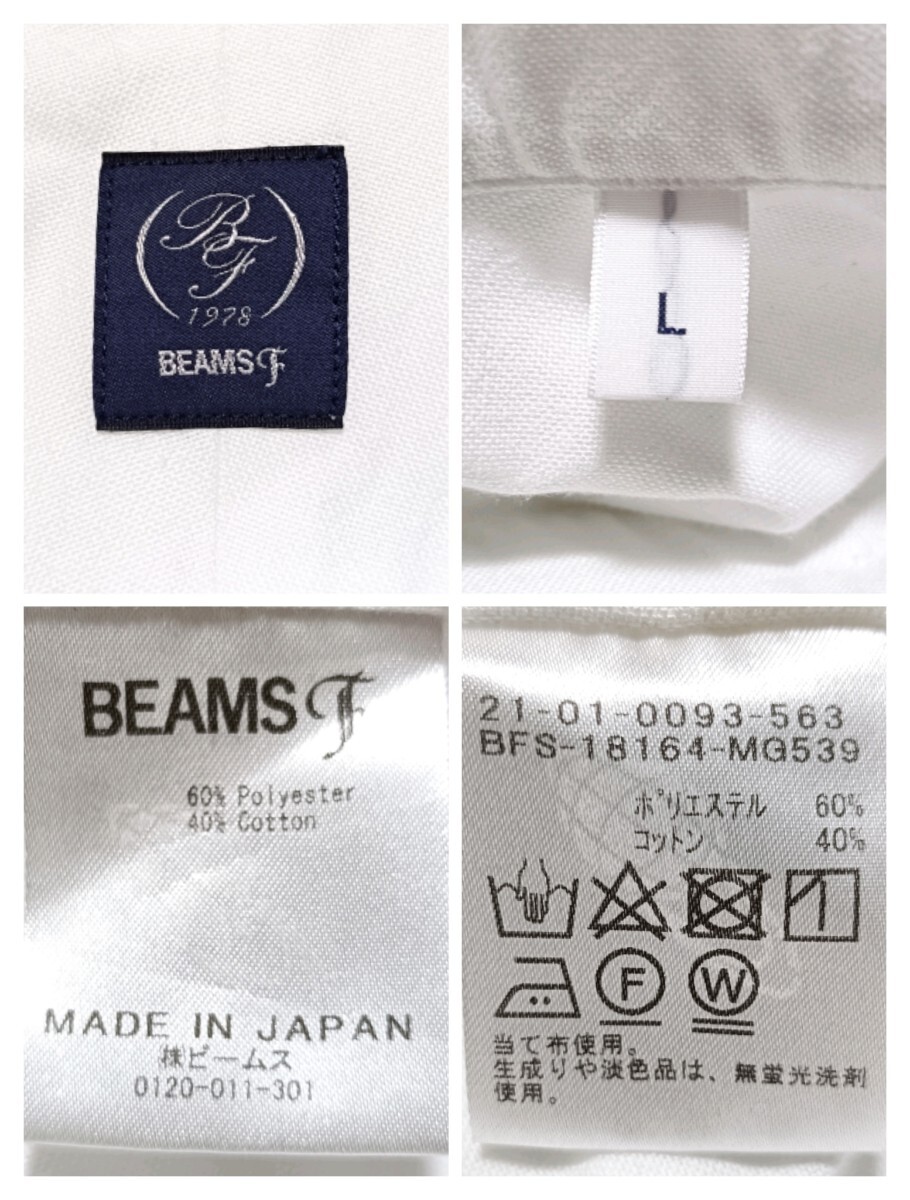 BF
1978
BEAMS F
L
BEAMS F
60% Polyester
40% Cotton
MADE IN JAPAN
㈱ビームス
0120-011-301
21-01-0093-563
BFS-18164-MG539
ポリエステル 60%
コットン 40%
F W
当て布使用。
生成りや淡色品は、無蛍光洗剤
使用。